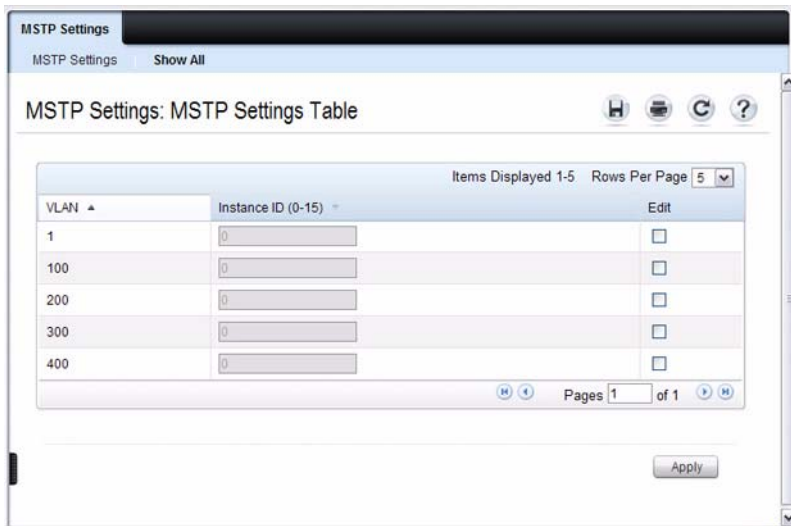 MSTP Settings
MSTP Settings Show All
MSTP Settings: MSTP Settings Table
Items Displayed 1-5 Rows Per Page 5
VLAN Instance ID (0-15) Edit
1 0
100 0
200 0
300 0
400 0
Pages 1 of 1
Apply